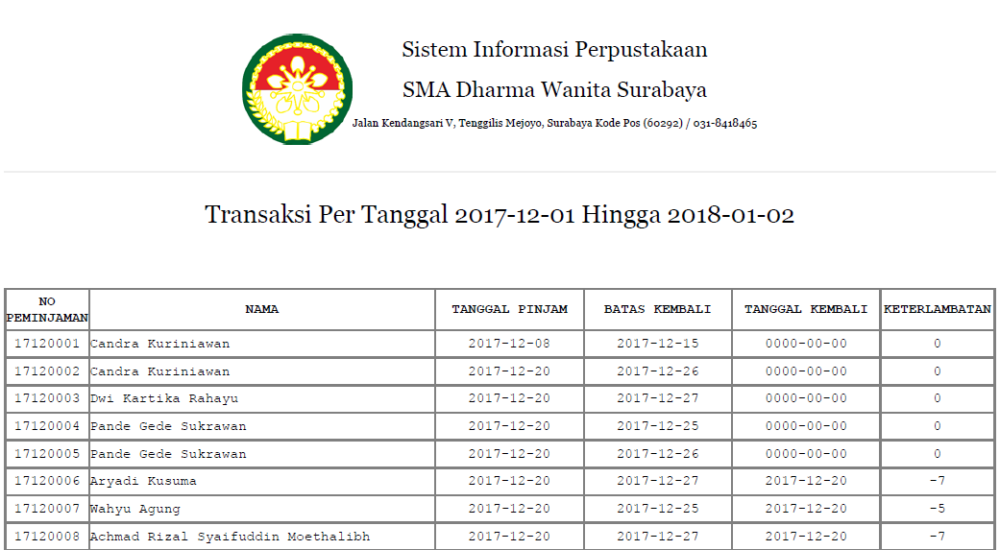 Sistem Informasi Perpustakaan
SMA Dharma Wanita Surabaya
Jalan Kendangsari V, Tenggilis Mejoyo, Surabaya Kode Pos (60292) / 031-8418465
Transaksi Per Tanggal 2017-12-01 Hingga 2018-01-02
NO PEMINJAMAN NAMA TANGGAL PINJAM BATAS KEMBALI TANGGAL KEMBALI KETERLAMBATAN
17120001 Candra Kuriniawan 2017-12-08 2017-12-15 0000-00-00 0
17120002 Candra Kuriniawan 2017-12-20 2017-12-26 0000-00-00 0
17120003 Dwi Kartika Rahayu 2017-12-20 2017-12-27 0000-00-00 0
17120004 Pande Gede Sukrawan 2017-12-20 2017-12-25 0000-00-00 0
17120005 Pande Gede Sukrawan 2017-12-20 2017-12-26 0000-00-00 0
17120006 Aryadi Kusuma 2017-12-20 2017-12-27 2017-12-20 -7
17120007 Wahyu Agung 2017-12-20 2017-12-25 2017-12-20 -5
17120008 Achmad Rizal Syaifuddin Moethalibh 2017-12-20 2017-12-27 2017-12-20 -7